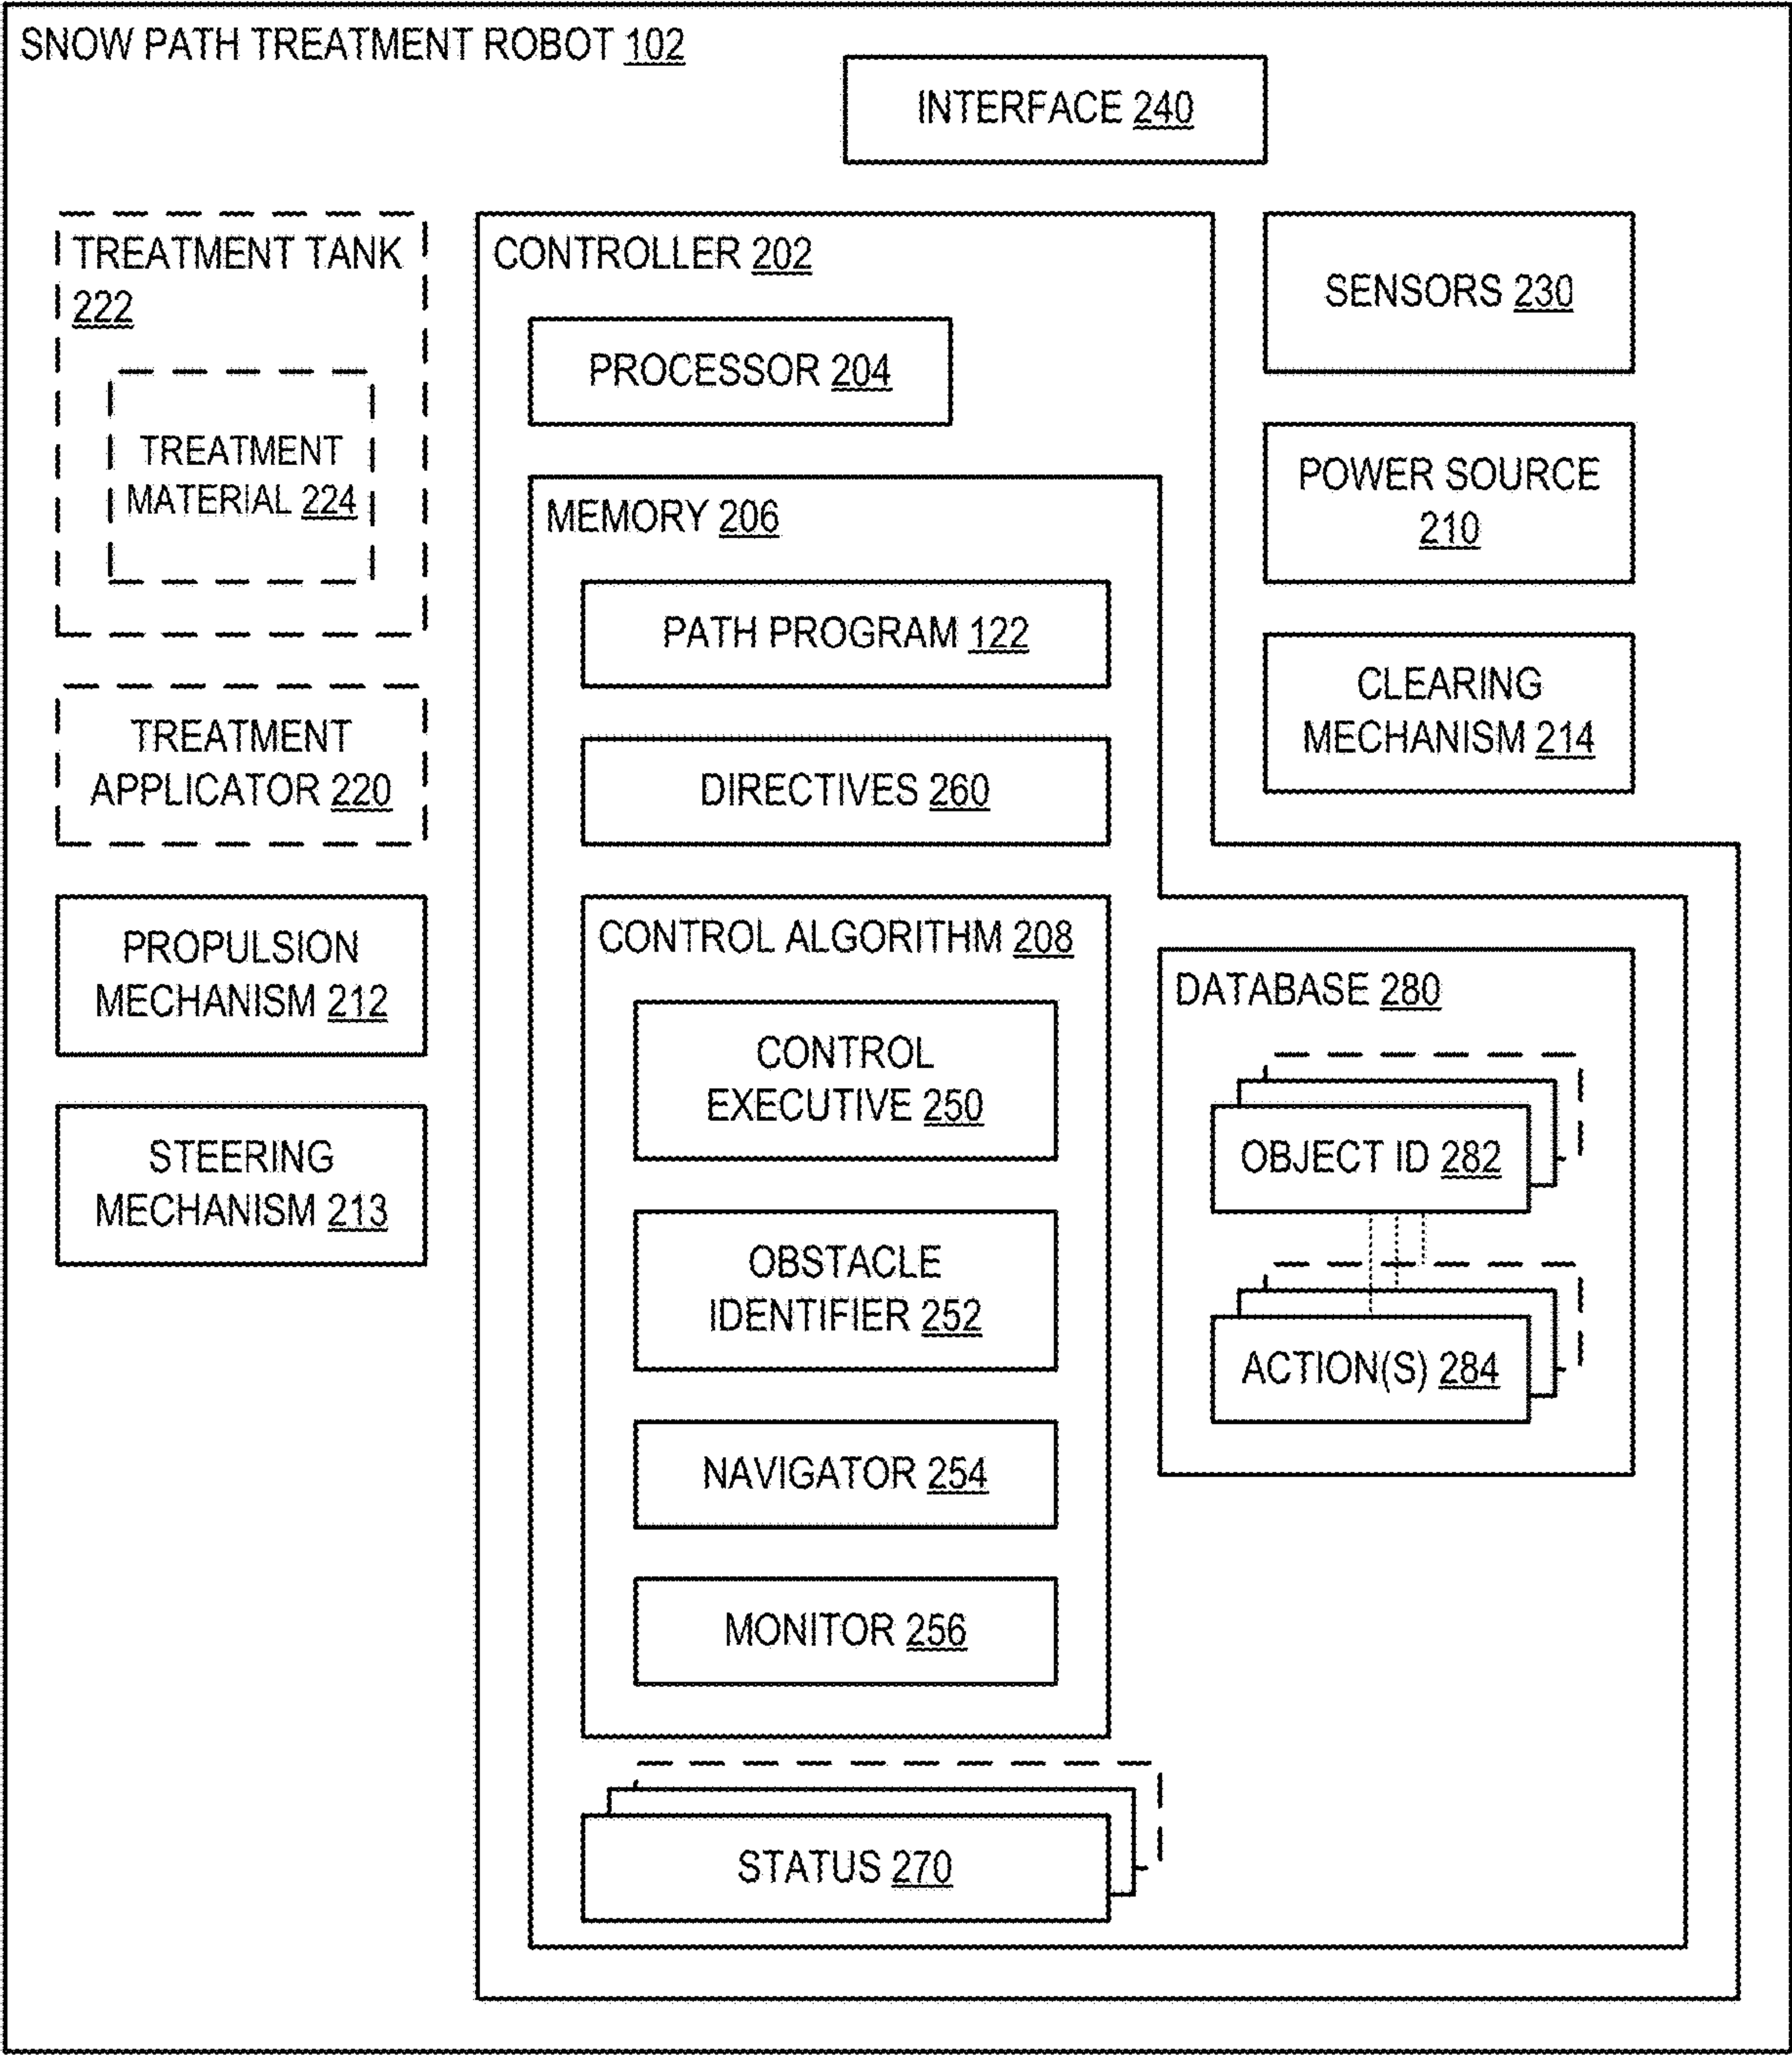 SNOW PATH TREATMENT ROBOT 102
INTERFACE 240
TREATMENT TANK
222
TREATMENT
MATERIAL 224
TREATMENT
APPLICATOR 220
PROPULSION
MECHANISM 212
STEERING
MECHANISM 213
CONTROLLER 202
PROCESSOR 204
MEMORY 206
PATH PROGRAM 122
DIRECTIVES 260
CONTROL ALGORITHM 208
CONTROL
EXECUTIVE 250
OBSTACLE
IDENTIFIER 252
NAVIGATOR 254
MONITOR 256
STATUS 270
DATABASE 280
OBJECT ID 282
ACTION(S) 284
SENSORS 230
POWER SOURCE
210
CLEARING
MECHANISM 214